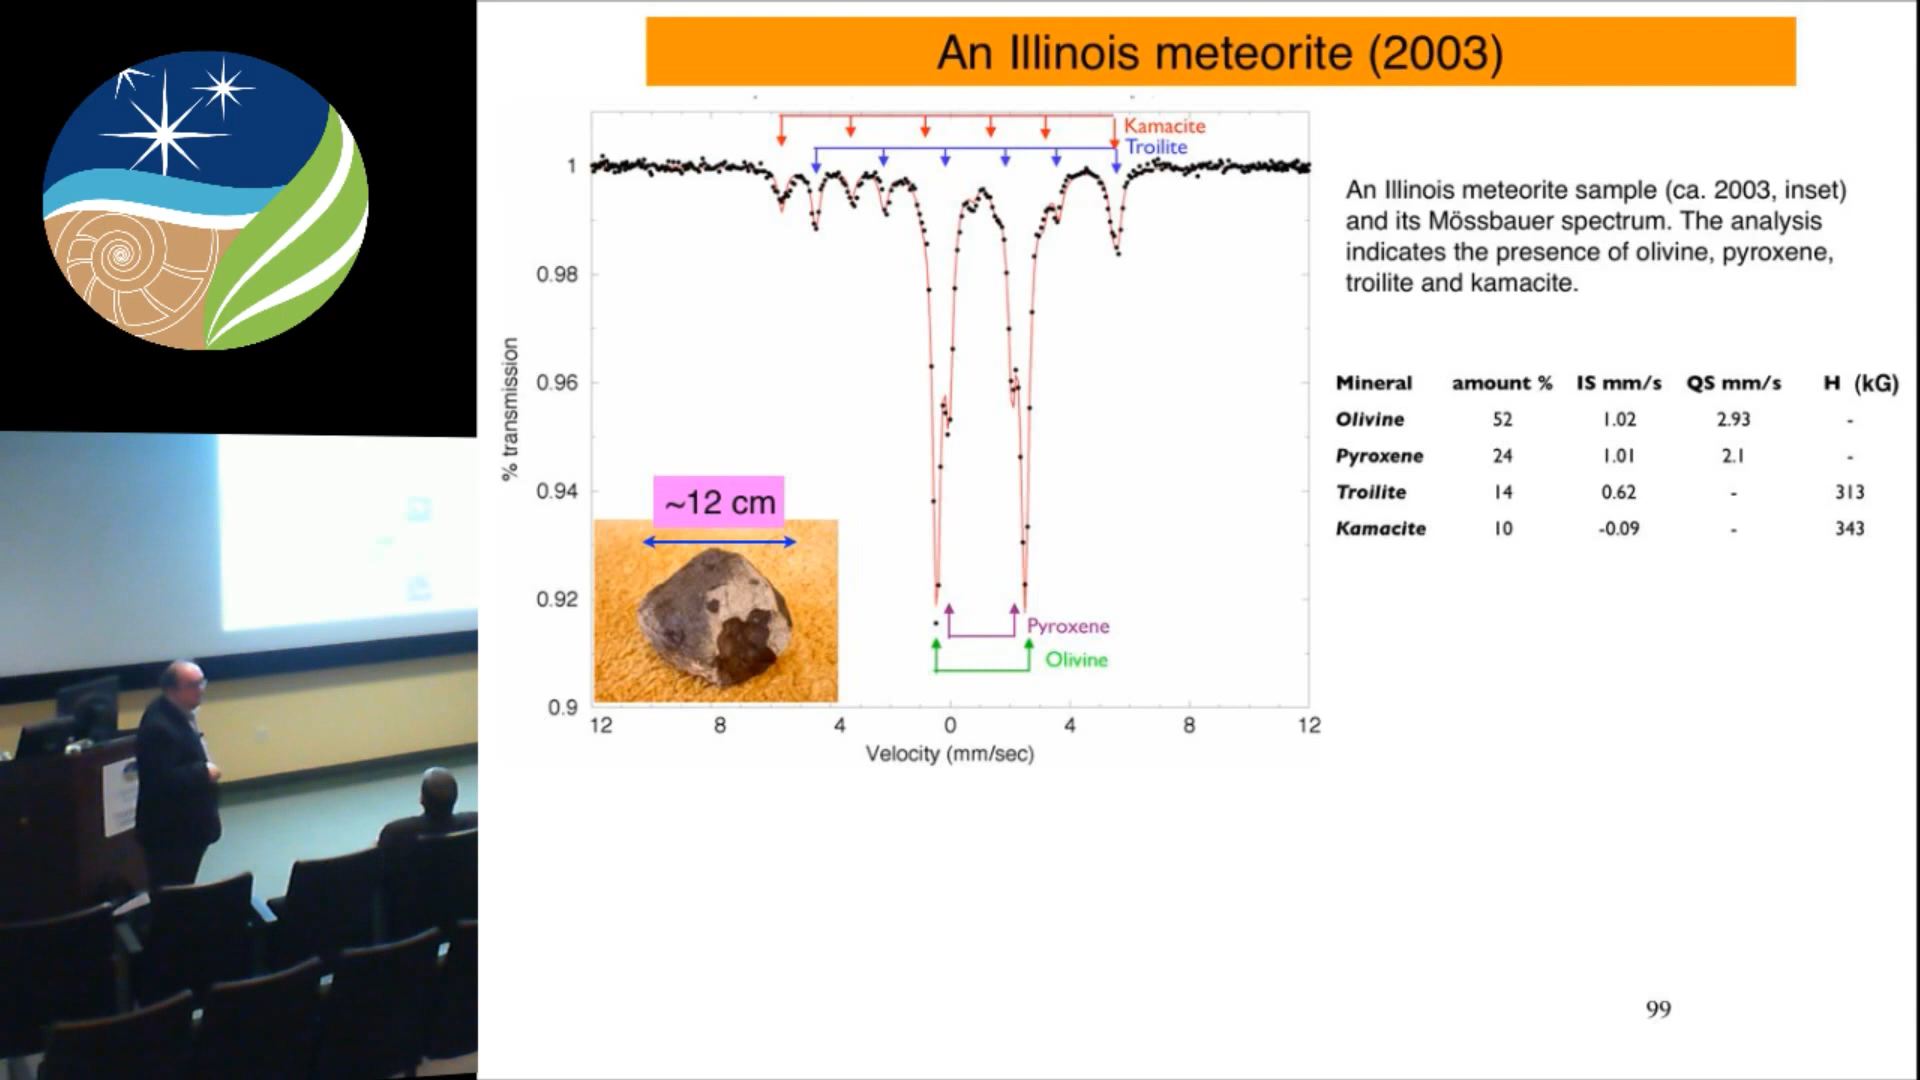 An Illinois meteorite (2003)
Kamacite
Troilite
1
0.98
0.96
0.94
0.92
0.9
% transmission
12 8 4 0 4 8 12
Velocity (mm/sec)
~12 cm
Pyroxene
Olivine
An Illinois meteorite sample (ca. 2003, inset)
and its Mössbauer spectrum. The analysis
indicates the presence of olivine, pyroxene,
troilite and kamacite.
Mineral amount % IS mm/s QS mm/s H (kG)
Olivine 52 1.02 2.93 -
Pyroxene 24 1.01 2.1 -
Troilite 14 0.62 - 313
Kamacite 10 -0.09 - 343
99